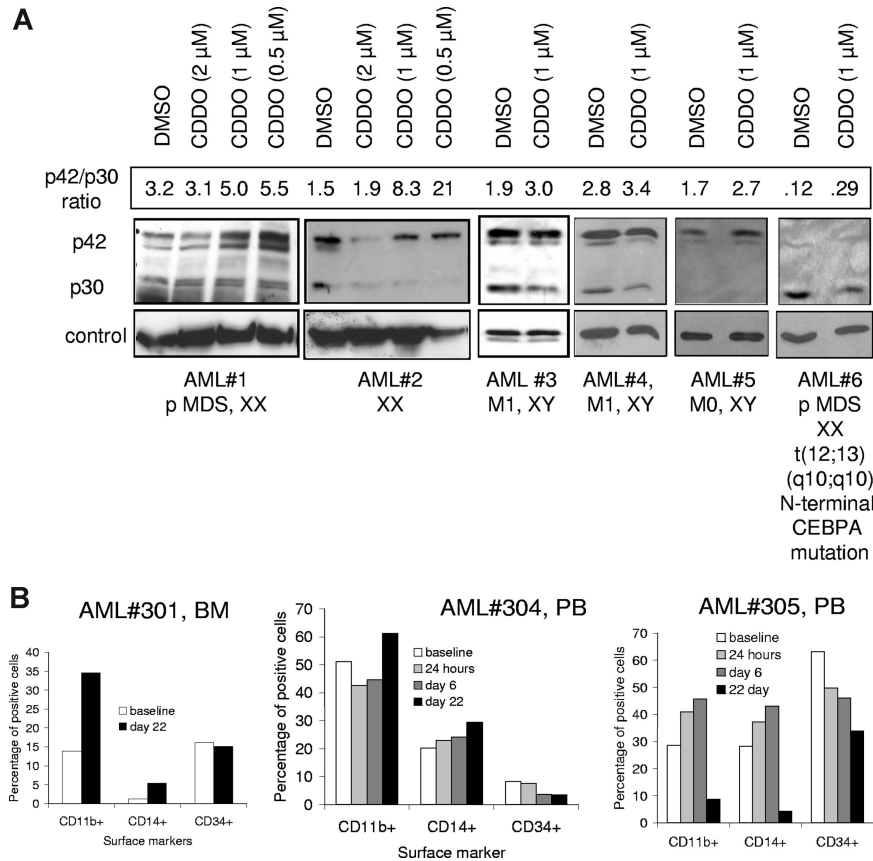 A
DMSO
CDDO (2 µM)
CDDO (1 µM)
CDDO (0.5 µM)
DMSO
CDDO (2 µM)
CDDO (1 µM)
CDDO (0.5 µM)
DMSO
CDDO (1 µM)
DMSO
CDDO (1 µM)
DMSO
CDDO (1 µM)
DMSO
CDDO (1 µM)
p42/p30
ratio
3.2 3.1 5.0 5.5 1.5 1.9 8.3 21 1.9 3.0 2.8 3.4 1.7 2.7 .12 .29
p42
p30
control
AML#1
p MDS, XX
AML#2
XX
AML #3
M1, XY
AML#4,
M1, XY
AML#5
M0, XY
AML#6
p MDS
XX
t(12;13)
(q10;q10)
N-terminal
CEBPA
mutation
B
AML#301, BM
Percentage of positive cells
40
35
30
25
20
15
10
5
0
baseline
day 22
CD11b+ CD14+ CD34+
Surface markers
AML#304, PB
Percentage of positive cells
70
60
50
40
30
20
10
0
baseline
24 hours
day 6
day 22
CD11b+ CD14+ CD34+
Surface marker
AML#305, PB
Percentage of positive cells
70
60
50
40
30
20
10
0
baseline
24 hours
day 6
22 day
CD11b+ CD14+ CD34+